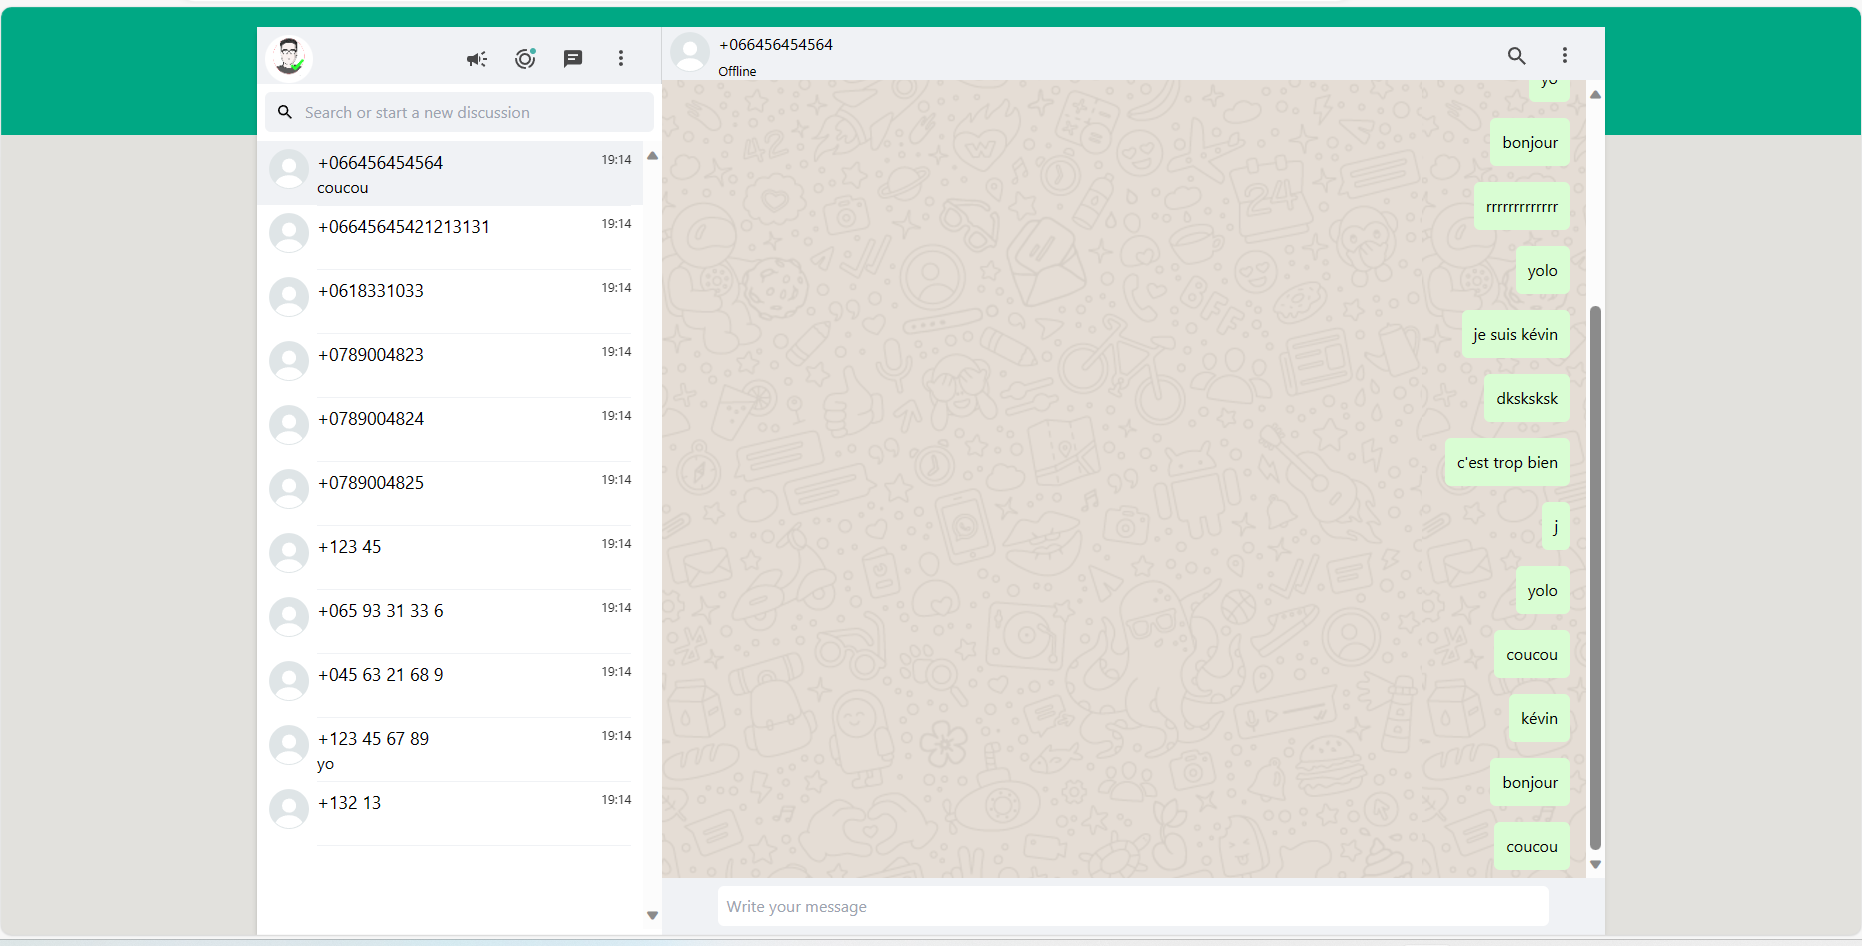 Search or start a new discussion
+066456454564
19:14
coucou
+06645645421213131
19:14
+0618331033
19:14
+0789004823
19:14
+0789004824
19:14
+0789004825
19:14
+123 45
19:14
+065 93 31 33 6
19:14
+045 63 21 68 9
19:14
+123 45 67 89
19:14
yo
+132 13
19:14
+066456454564
Offline
yo
bonjour
rrrrrrrrrrrrr
yolo
je suis kévin
dksksksk
c'est trop bien
j
yolo
coucou
kévin
bonjour
coucou
Write your message